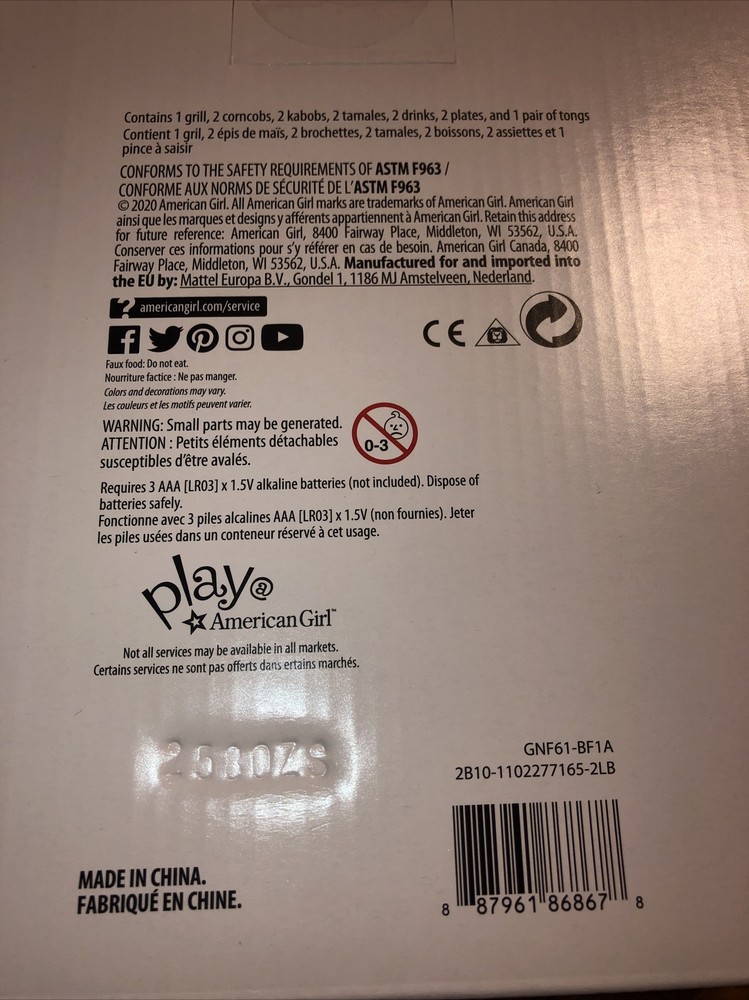 Contains 1 grill, 2 corncobs, 2 kabobs, 2 tamales, 2 drinks, 2 plates, and 1 pair of tongs
Contient 1 gril, 2 épis de maïs, 2 brochettes, 2 tamales, 2 boissons, 2 assiettes et 1
pince à saisir
CONFORMS TO THE SAFETY REQUIREMENTS OF ASTM F963 /
CONFORME AUX NORMS DE SÉCURITÉ DE L'ASTM F963
© 2020 American Girl. All American Girl marks are trademarks of American Girl. American Girl
ainsi que les marques et designs y afférents appartiennent à American Girl. Retain this address
for future reference: American Girl, 8400 Fairway Place, Middleton, WI 53562, U.S.A.
Conserver ces informations pour s'y référer en cas de besoin. American Girl Canada, 8400
Fairway Place, Middleton, WI 53562, U.S.A. Manufactured for and imported into
the EU by: Mattel Europa B.V., Gondel 1, 1186 MJ Amstelveen, Nederland.
? americangirl.com/service
CE
Faux food: Do not eat.
Nourriture factice : Ne pas manger.
Colors and decorations may vary.
Les couleurs et les motifs peuvent varier.
WARNING: Small parts may be generated.
ATTENTION : Petits éléments détachables
susceptibles d'être avalés.
0-3
Requires 3 AAA [LR03] x 1.5V alkaline batteries (not included). Dispose of
batteries safely.
Fonctionne avec 3 piles alcalines AAA [LR03] x 1.5V (non fournies). Jeter
les piles usées dans un conteneur réservé à cet usage.
play@
American Girl™
Not all services may be available in all markets.
Certains services ne sont pas offerts dans ertains marchés.
2580ZS
GNF61-BF1A
2B10-1102277165-2LB
MADE IN CHINA.
FABRIQUÉ EN CHINE.
8 87961 86867 8